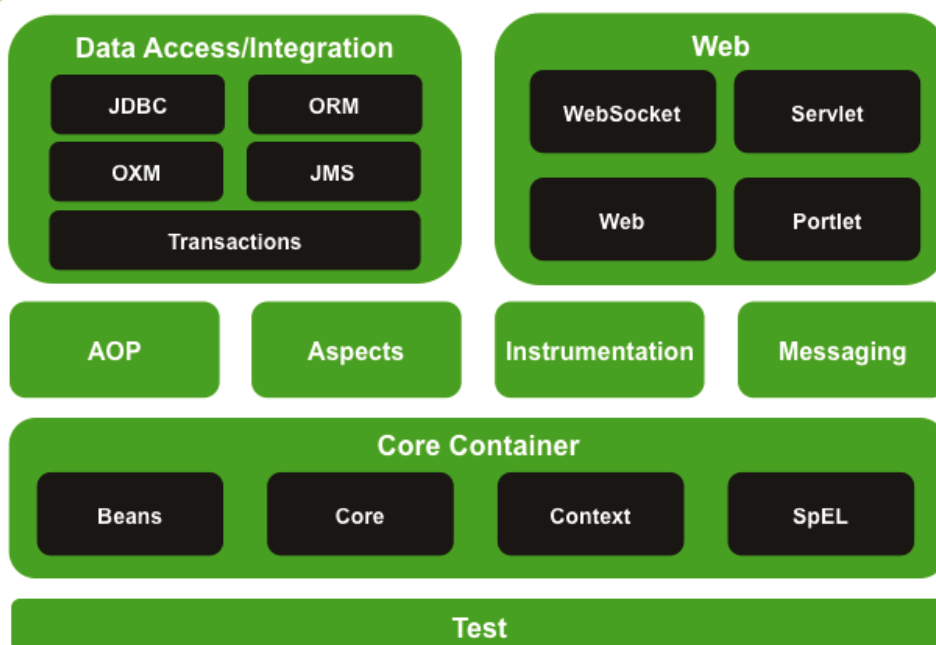 Data Access/Integration
JDBC
ORM
OXM
JMS
Transactions
Web
WebSocket
Servlet
Web
Portlet
AOP
Aspects
Instrumentation
Messaging
Core Container
Beans
Core
Context
SpEL
Test